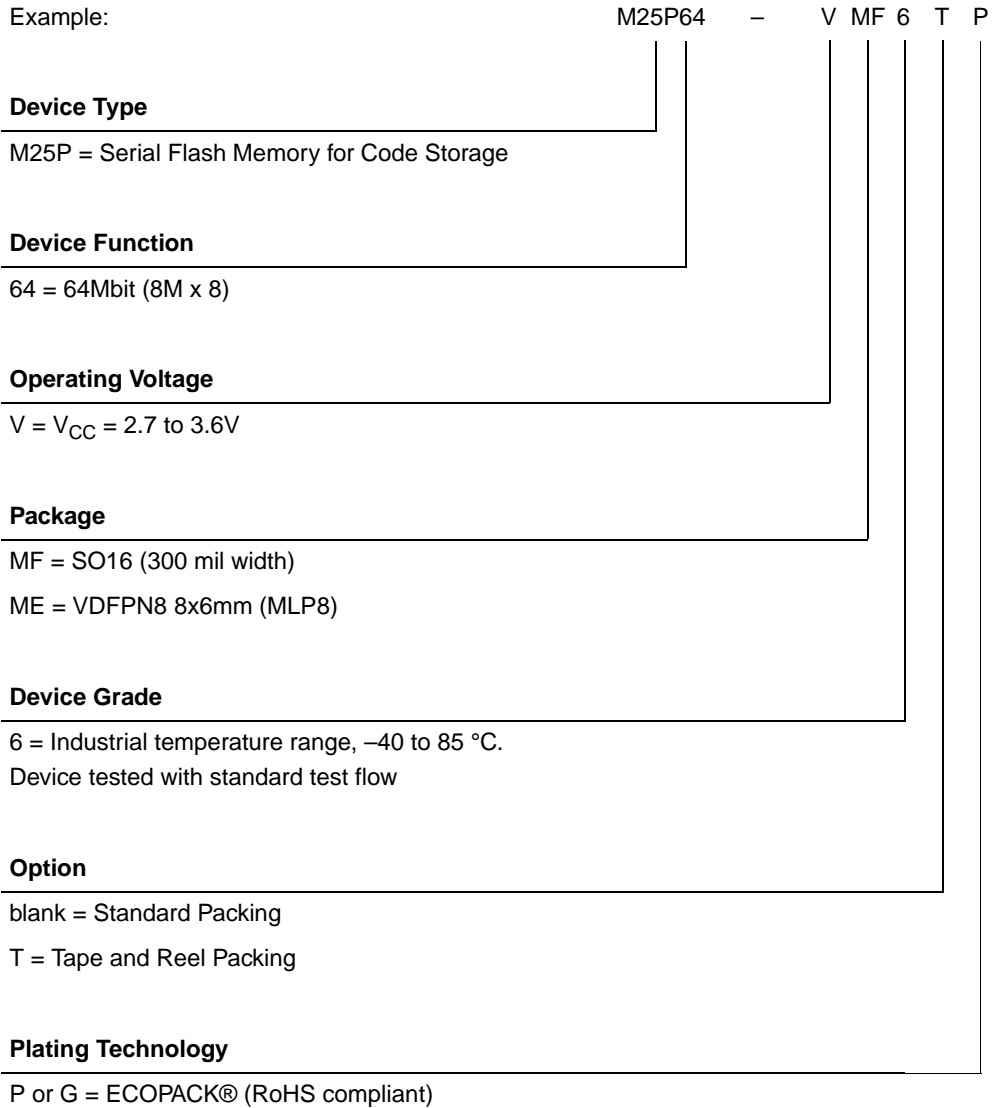 Example: M25P64 – V MF 6 T P
Device Type
M25P = Serial Flash Memory for Code Storage
Device Function
64 = 64Mbit (8M x 8)
Operating Voltage
V = VCC = 2.7 to 3.6V
Package
MF = SO16 (300 mil width)
ME = VDFPN8 8x6mm (MLP8)
Device Grade
6 = Industrial temperature range, –40 to 85 °C.
Device tested with standard test flow
Option
blank = Standard Packing
T = Tape and Reel Packing
Plating Technology
P or G = ECOPACK® (RoHS compliant)